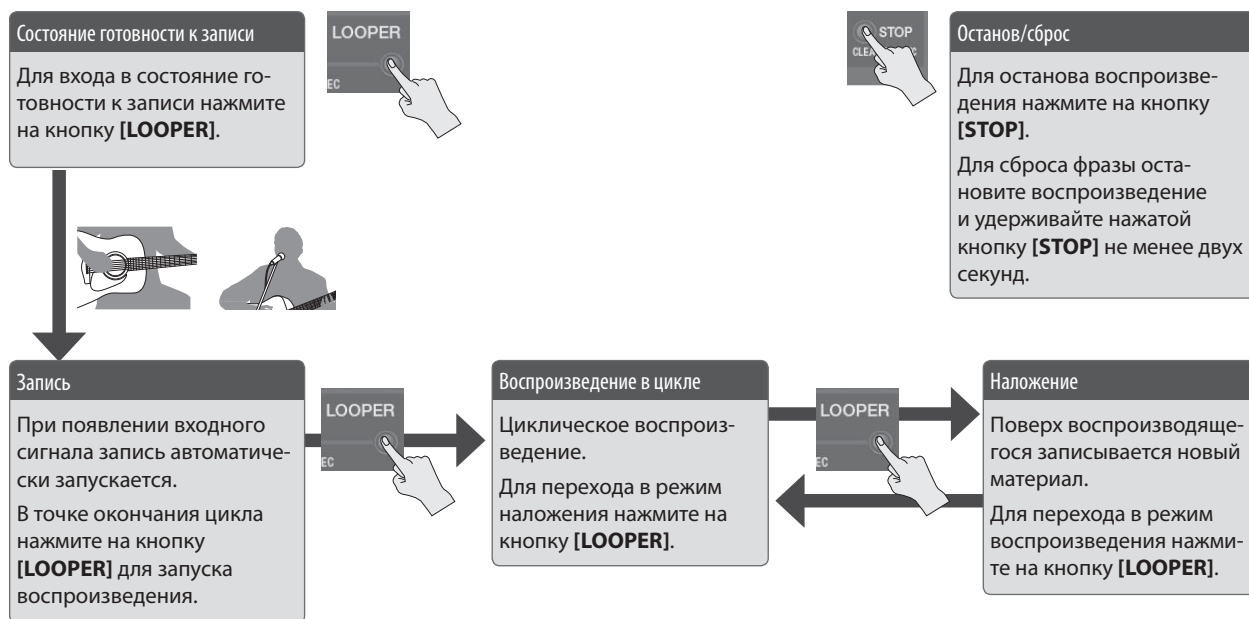 Состояние готовности к записи
Для входа в состояние го-
товности к записи нажмите
на кнопку [LOOPER].
LOOPER
EC
STOP
CLEA
C
Останов/сброс
Для останова воспроизве-
дения нажмите на кнопку
[STOP].
Для сброса фразы оста-
новите воспроизведение
и удерживайте нажатой
кнопку [STOP] не менее двух
секунд.
Запись
При появлении входного
сигнала запись автоматиче-
ски запускается.
В точке окончания цикла
нажмите на кнопку
[LOOPER] для запуска
воспроизведения.
LOOPER
EC
Воспроизведение в цикле
Циклическое воспроиз-
ведение.
Для перехода в режим
наложения нажмите на
кнопку [LOOPER].
LOOPER
EC
Наложение
Поверх воспроизводяще-
гося записывается новый
материал.
Для перехода в режим
воспроизведения нажми-
те на кнопку [LOOPER].